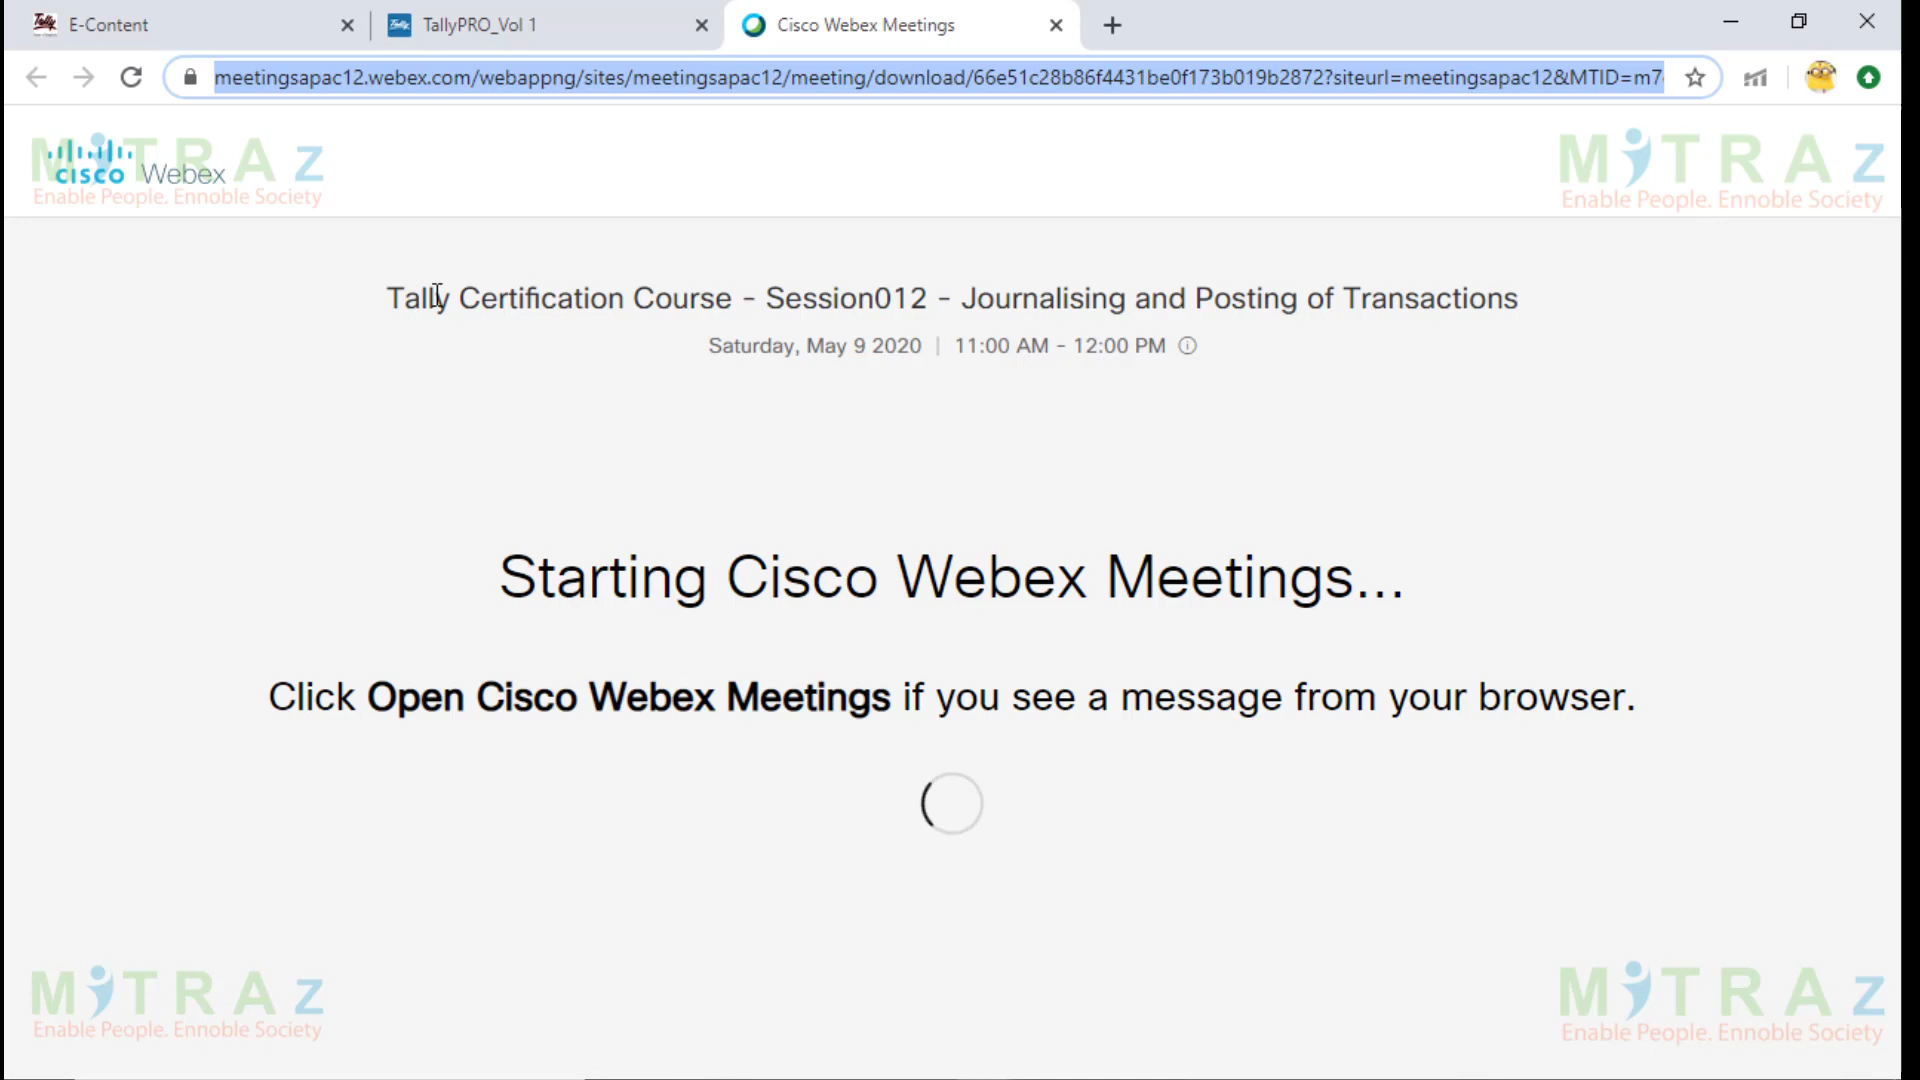 E-Content
TallyPRO_Vol 1
Cisco Webex Meetings
meetingsapac12.webex.com/webappng/sites/meetingsapac12/meeting/download/66e51c28b86f4431be0f173b019b2872?siteurl=meetingsapac12&MTID=m7
MiTRAz
Enable People. Ennoble Society
cisco Webex
MiTRAz
Enable People. Ennoble Society
Tally Certification Course - Session012 - Journalising and Posting of Transactions
Saturday, May 9 2020 | 11:00 AM - 12:00 PM
Starting Cisco Webex Meetings...
Click Open Cisco Webex Meetings if you see a message from your browser.
MiTRAz
Enable People. Ennoble Society
MiTRAz
Enable People. Ennoble Society